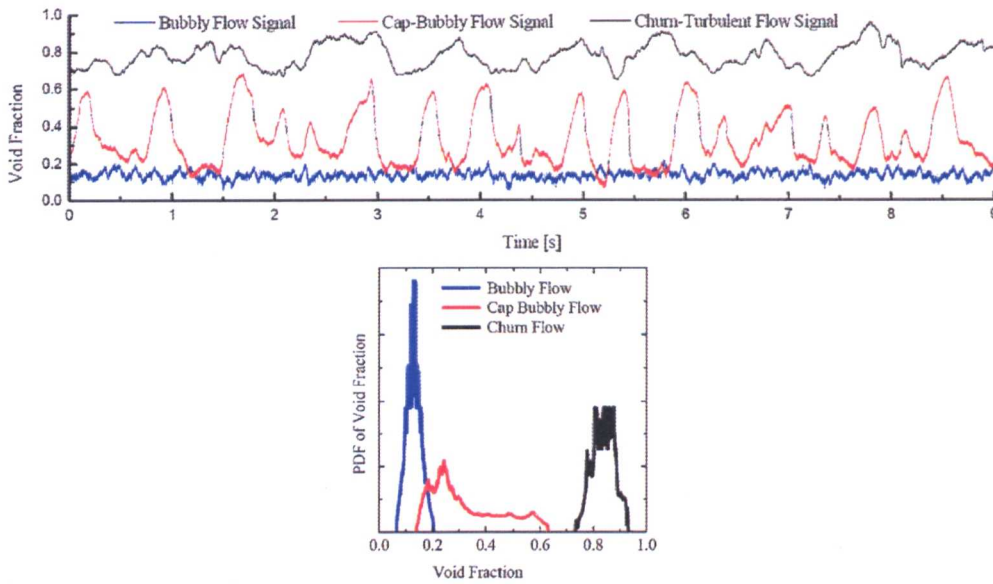 Bubbly Flow Signal Cap-Bubbly Flow Signal Churn-Turbulent Flow Signal
Void Fraction
1.0
0.8
0.6
0.4
0.2
0.0
0 1 2 3 4 5 6 7 8 9
Time [s]
Bubbly Flow
Cap Bubbly Flow
Churn Flow
PDF of Void Fraction
0.0 0.2 0.4 0.6 0.8 1.0
Void Fraction